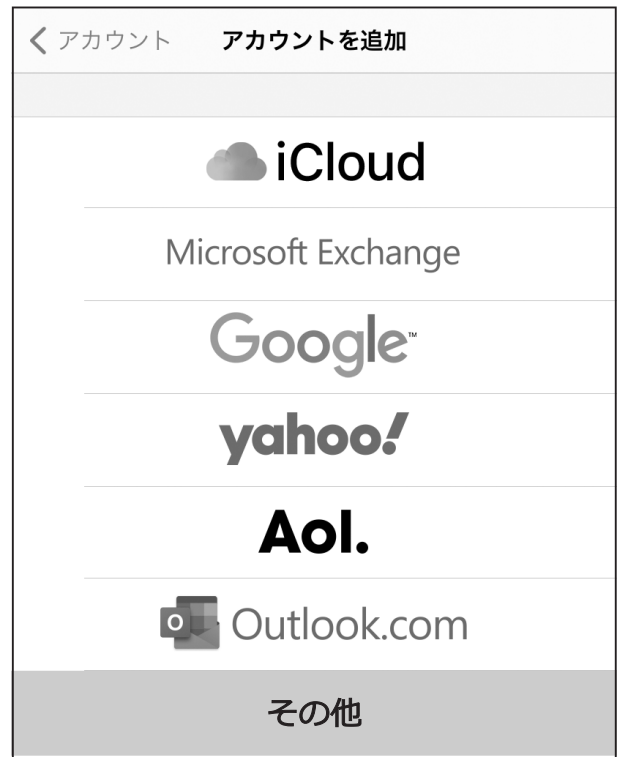 アカウント アカウントを追加
iCloud
Microsoft Exchange
Google™
yahoo!
Aol.
O Outlook.com
その他